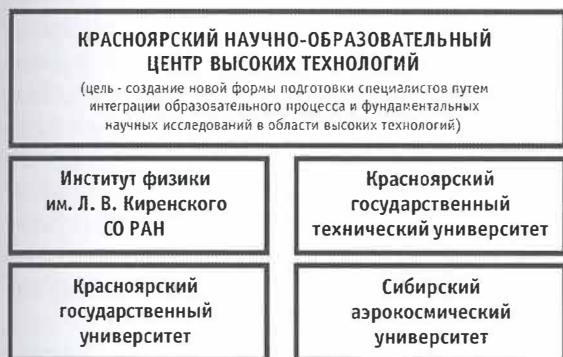 КРАСНОЯРСКИЙ НАУЧНО-ОБРАЗОВАТЕЛЬНЫЙ
ЦЕНТР ВЫСОКИХ ТЕХНОЛОГИЙ
(цель - создание новой формы подготовки специалистов путем
интеграции образовательного процесса и фундаментальных
научных исследований в области высоких технологий)
Институт физики
им. Л. В. Киренского
СО РАН
Красноярский
государственный
технический университет
Красноярский
государственный
университет
Сибирский
аэрокосмический
университет